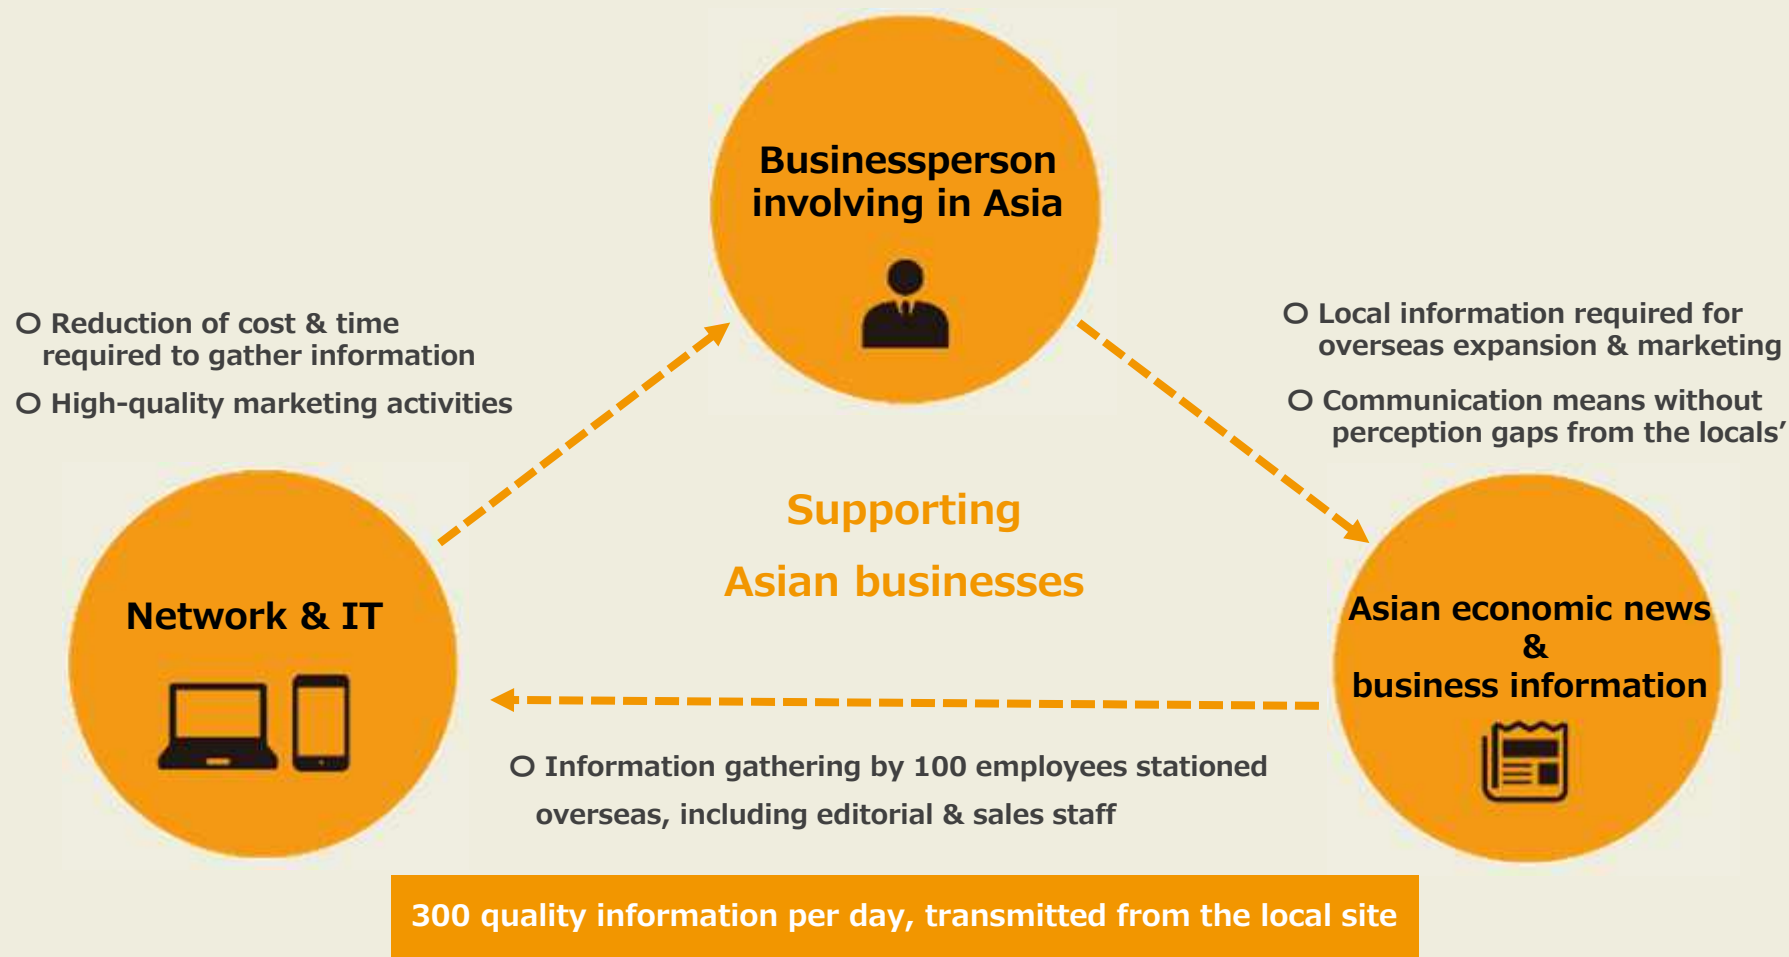 Businessperson
involving in Asia
O Reduction of cost & time
required to gather information
O High-quality marketing activities
O Local information required for
overseas expansion & marketing
O Communication means without
perception gaps from the locals’
Supporting
Asian businesses
Network & IT
Asian economic news
&
business information
O Information gathering by 100 employees stationed
overseas, including editorial & sales staff
300 quality information per day, transmitted from the local site